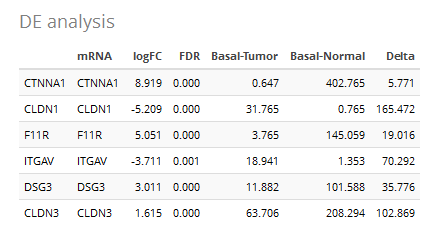 DE analysis
mRNA logFC FDR Basal-Tumor Basal-Normal Delta
CTNNA1 CTNNA1 8.919 0.000 0.647 402.765 5.771
CLDN1 CLDN1 -5.209 0.000 31.765 0.765 165.472
F11R F11R 5.051 0.000 3.765 145.059 19.016
ITGAV ITGAV -3.711 0.001 18.941 1.353 70.292
DSG3 DSG3 3.011 0.000 11.882 101.588 35.776
CLDN3 CLDN3 1.615 0.000 63.706 208.294 102.869